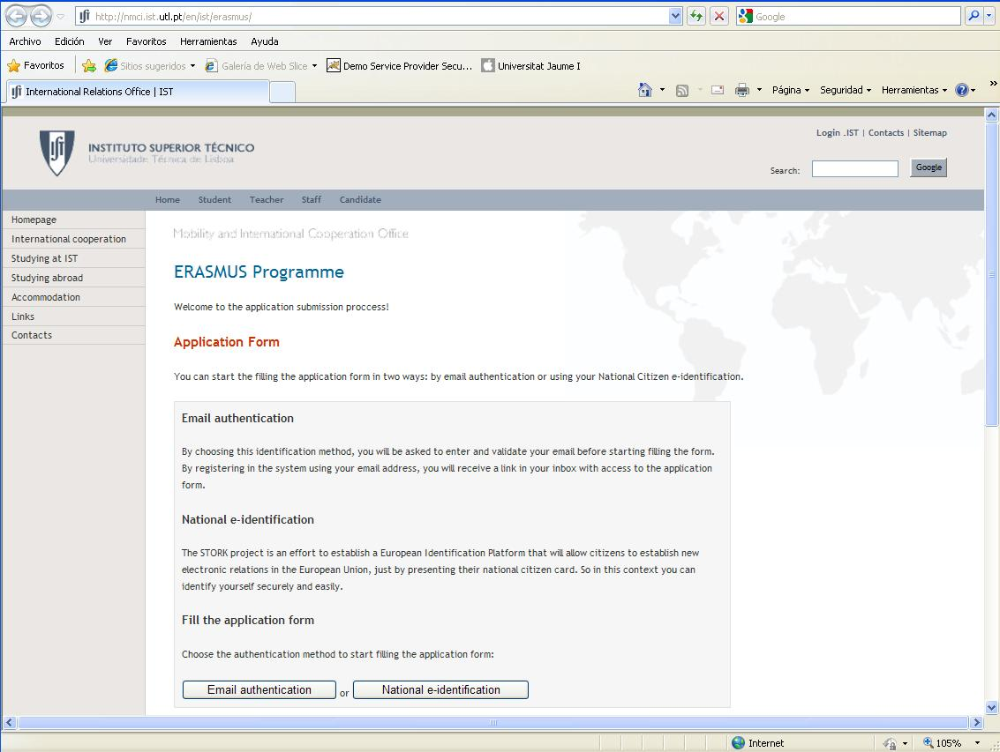 http://nmci.ist.utl.pt/en/ist/erasmus/
Google
Archivo Edición Ver Favoritos Herramientas Ayuda
Favoritos Sitios sugeridos Galería de Web Slice Demo Service Provider Secu... Universitat Jaume I
International Relations Office | IST
Página Seguridad Herramientas »
INSTITUTO SUPERIOR TÉCNICO
Universidade Técnica de Lisboa
Login .IST | Contacts | Sitemap
Search: Google
Home Student Teacher Staff Candidate
Homepage
International cooperation
Studying at IST
Studying abroad
Accommodation
Links
Contacts
Mobility and International Cooperation Office
ERASMUS Programme
Welcome to the application submission proccess!
Application Form
You can start the filling the application form in two ways: by email authentication or using your National Citizen e-identification.
Email authentication
By choosing this identification method, you will be asked to enter and validate your email before starting filling the form.
By registering in the system using your email address, you will receive a link in your inbox with access to the application
form.
National e-identification
The STORK project is an effort to establish a European Identification Platform that will allow citizens to establish new
electronic relations in the European Union, just by presenting their national citizen card. So in this context you can
identify yourself securely and easily.
Fill the application form
Choose the authentication method to start filling the application form:
Email authentication or National e-identification
Internet 105%